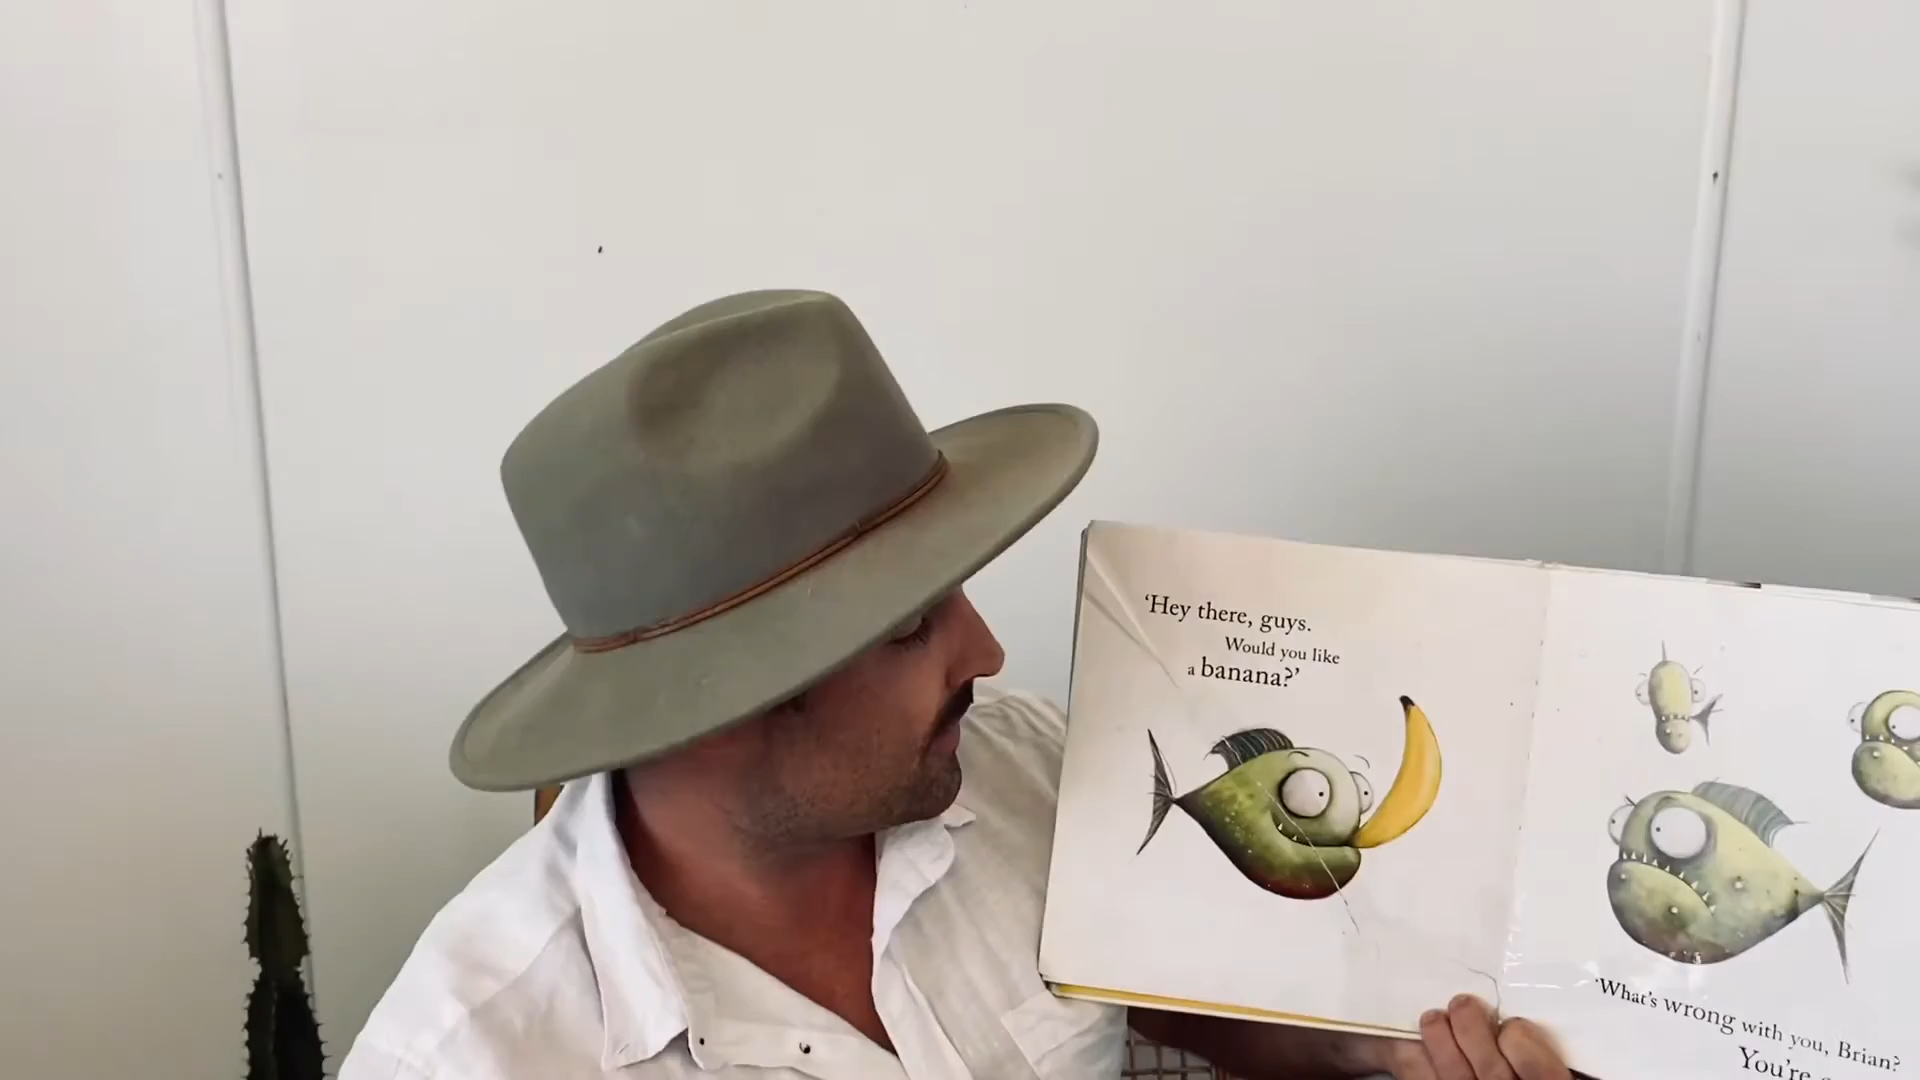 ‘Hey there, guys.
Would you like
a banana?’
‘What's wrong with you, Brian?
You're